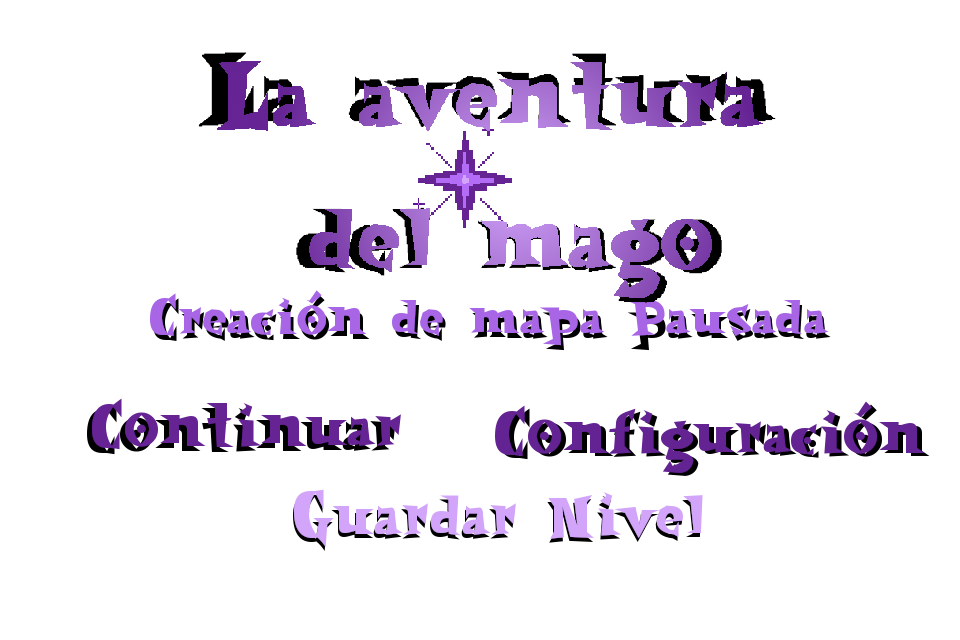 La aventura
del mago
Creación de mapa Pausada
Continuar Configuración
Guardar Nivel